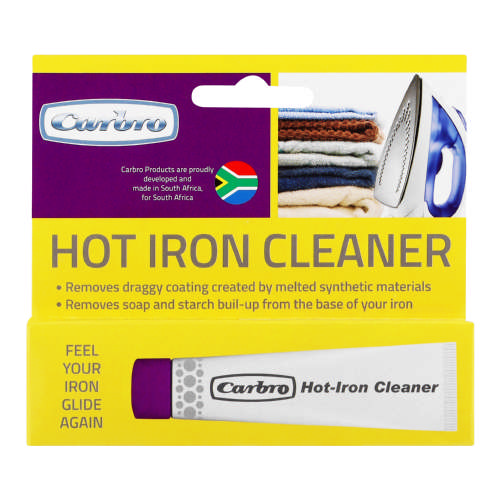 Carbro
Carbro Products are proudly
developed and
made in South Africa,
for South Africa
HOT IRON CLEANER
• Removes draggy coating created by melted synthetic materials
• Removes soap and starch buil-up from the base of your iron
FEEL
YOUR
IRON
GLIDE
AGAIN
Carbro Hot-Iron Cleaner